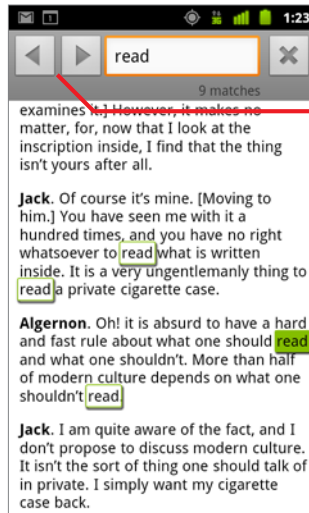 1:23
read
9 matches
examines it.] However, it makes no
matter, for, now that I look at the
inscription inside, I find that the thing
isn't yours after all.
Jack. Of course it's mine. [Moving to
him.] You have seen me with it a
hundred times, and you have no right
whatsoever to read what is written
inside. It is a very ungentlemanly thing to
read a private cigarette case.
Algernon. Oh! it is absurd to have a hard
and fast rule about what one should read
and what one shouldn't. More than half
of modern culture depends on what one
shouldn't read.
Jack. I am quite aware of the fact, and I
don't propose to discuss modern culture.
It isn't the sort of thing one should talk of
in private. I simply want my cigarette
case back.